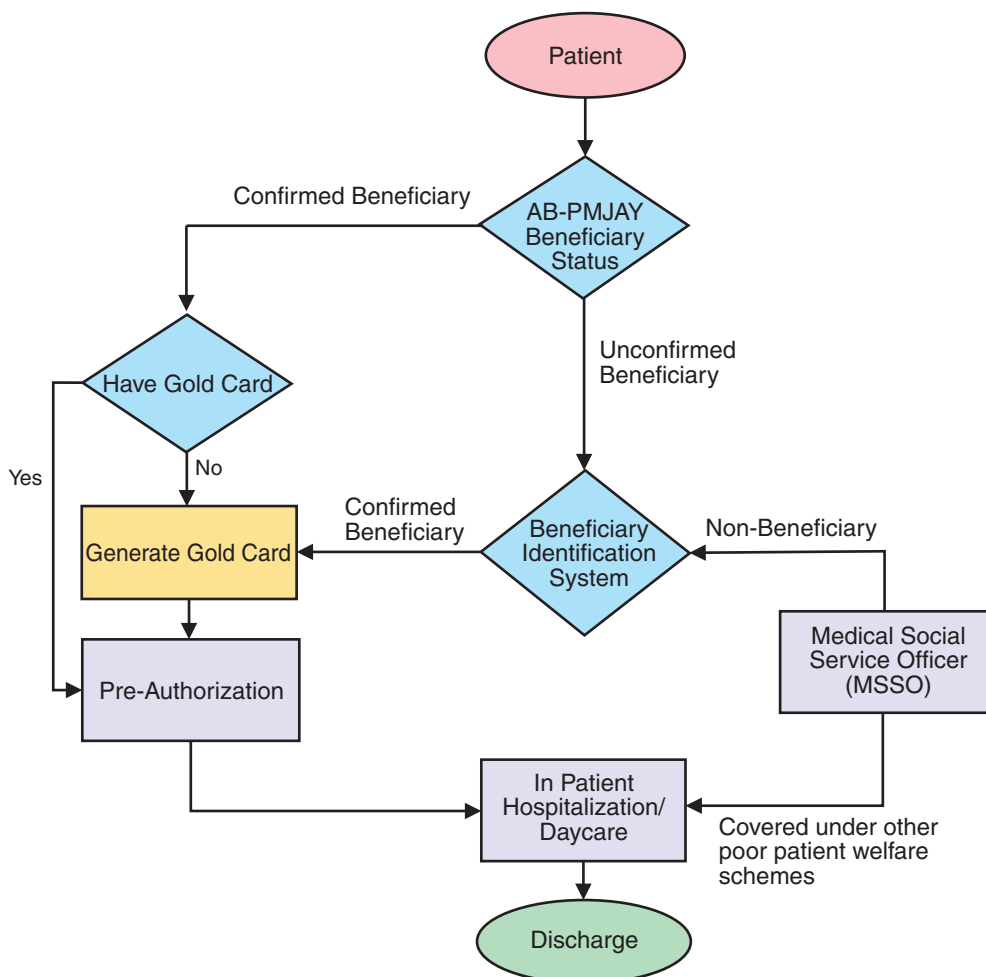 Patient
Confirmed Beneficiary
AB-PMJAY
Beneficiary
Status
Unconfirmed
Beneficiary
Have Gold Card
Yes
No
Generate Gold Card
Confirmed
Beneficiary
Beneficiary
Identification
System
Non-Beneficiary
Medical Social
Service Officer
(MSSO)
Pre-Authorization
In Patient
Hospitalization/
Daycare
Covered under other
poor patient welfare
schemes
Discharge